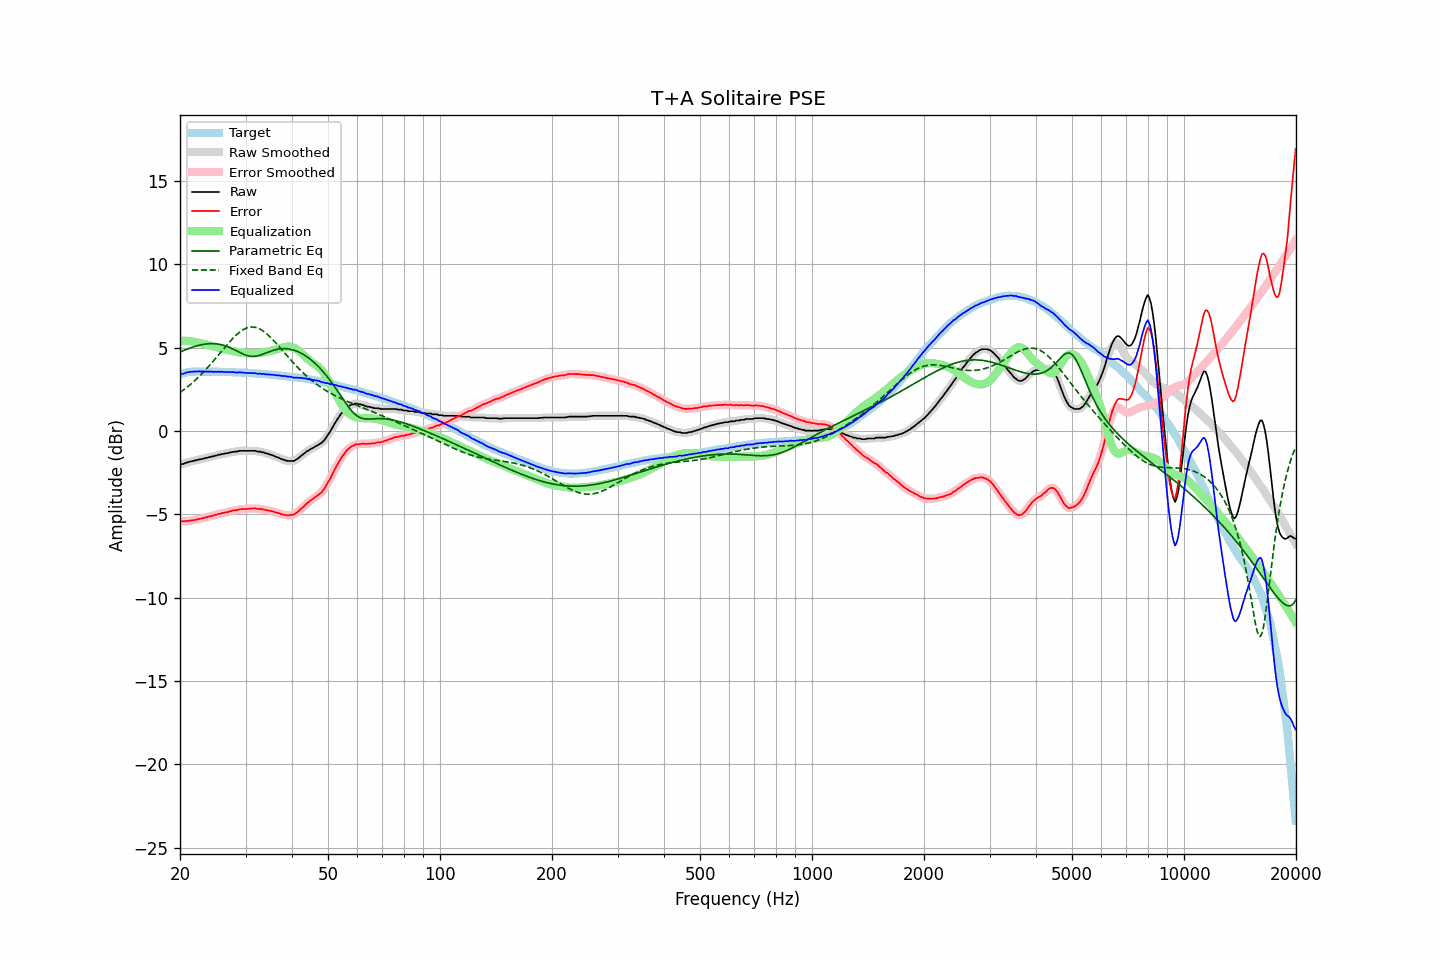 T+A Solitaire PSE
Target
Raw Smoothed
Error Smoothed
Raw
Error
Equalization
Parametric Eq
Fixed Band Eq
Equalized
15
10
5
0
−5
−10
−15
−20
−25
Amplitude (dBr)
20 50 100 200 500 1000 2000 5000 10000 20000
Frequency (Hz)